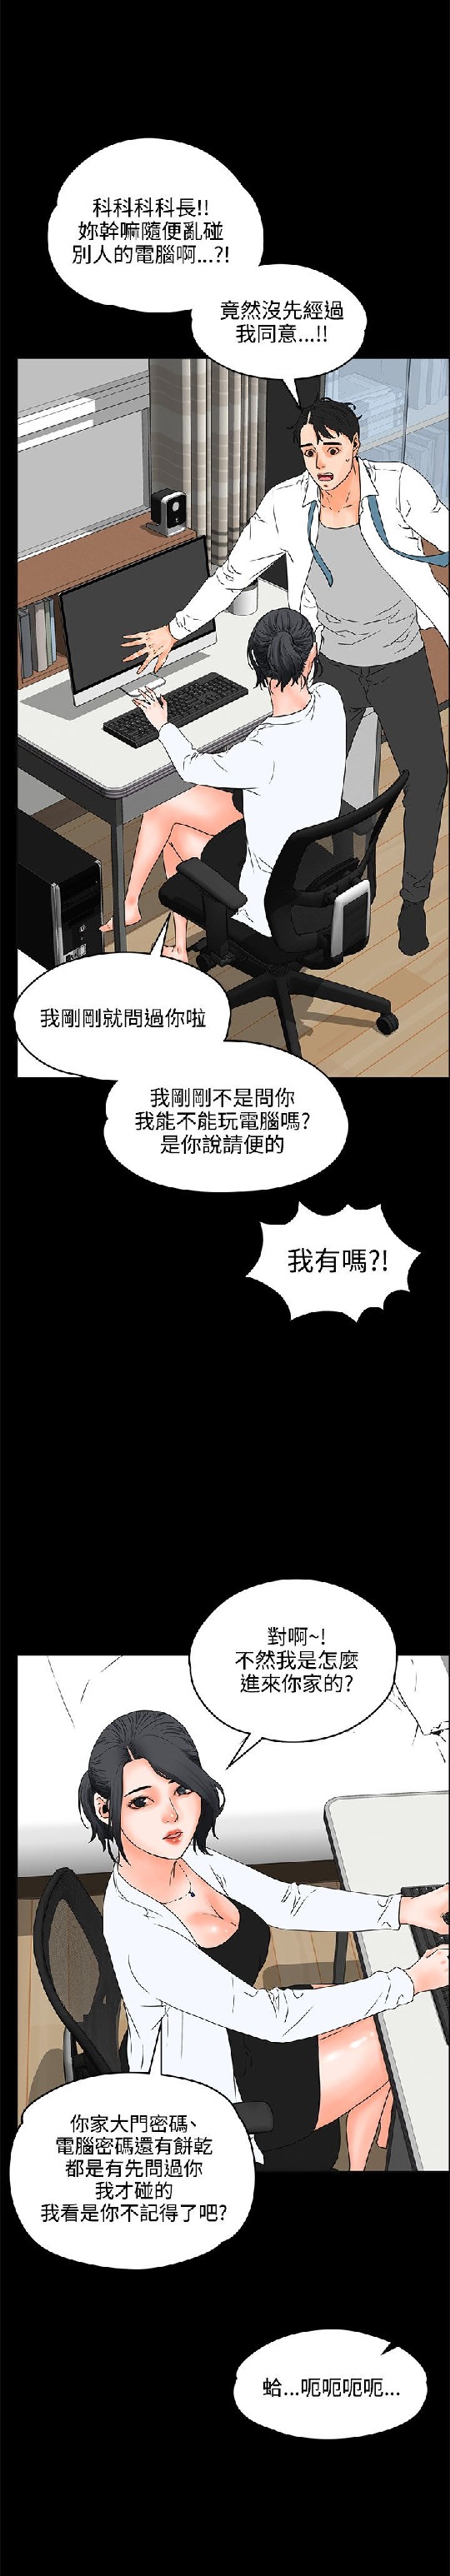 科科科科長!!
妳幹嘛隨便亂碰
別人的電腦啊...?!
竟然沒先經過
我同意...!!
我剛剛就問過你啦
我剛剛不是問你
我能不能玩電腦嗎?
是你說請便的
我有嗎?!
對啊~!
不然我是怎麼
進來你家的?
你家大門密碼、
電腦密碼還有餅乾
都是有先問過你
我才碰的
我看是你不記得了吧?
蛤...呃呃呃呃...